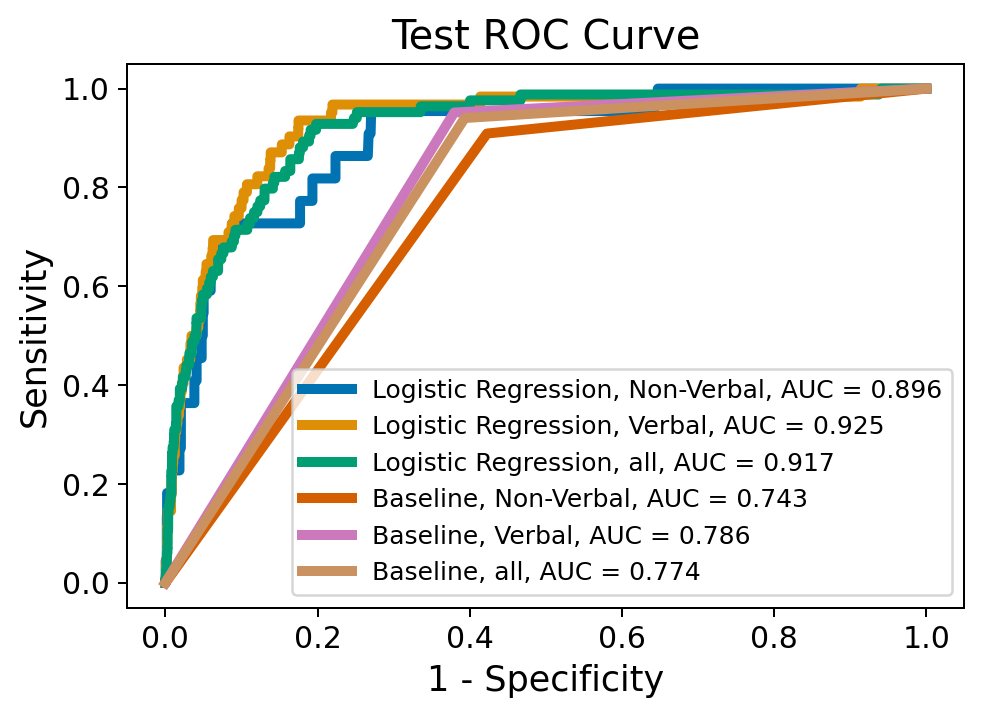 Test ROC Curve
1.0
0.8
0.6
0.4
0.2
0.0
Sensitivity
Logistic Regression, Non-Verbal, AUC = 0.896
Logistic Regression, Verbal, AUC = 0.925
Logistic Regression, all, AUC = 0.917
Baseline, Non-Verbal, AUC = 0.743
Baseline, Verbal, AUC = 0.786
Baseline, all, AUC = 0.774
0.0 0.2 0.4 0.6 0.8 1.0
1 - Specificity